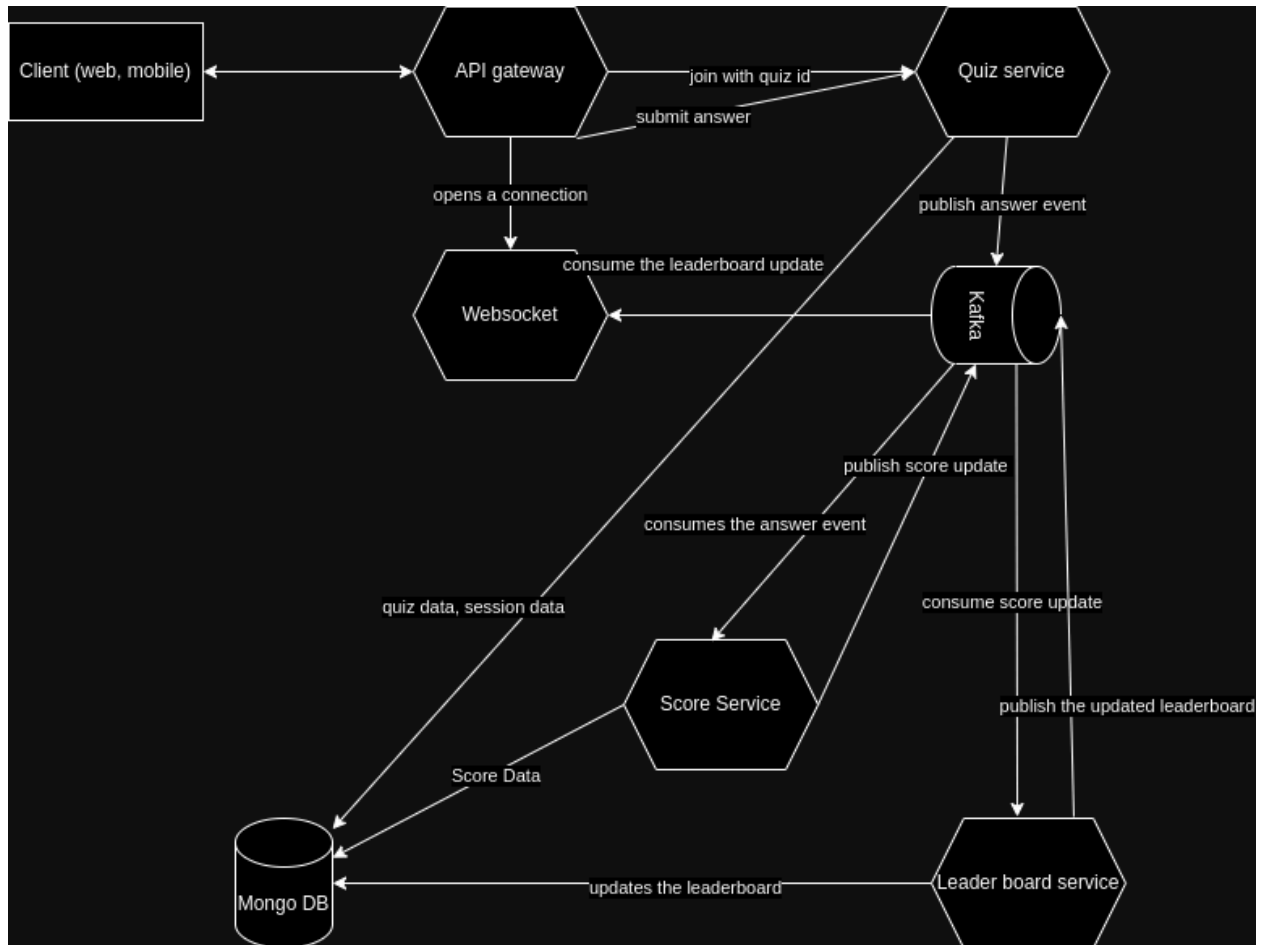 Client (web, mobile)
API gateway
join with quiz id
Quiz service
submit answer
opens a connection
publish answer event
consume the leaderboard update
Websocket
Kafka
publish score update
consumes the answer event
quiz data, session data
consume score update
Score Service
publish the updated leaderboard
Score Data
Mongo DB
updates the leaderboard
Leader board service